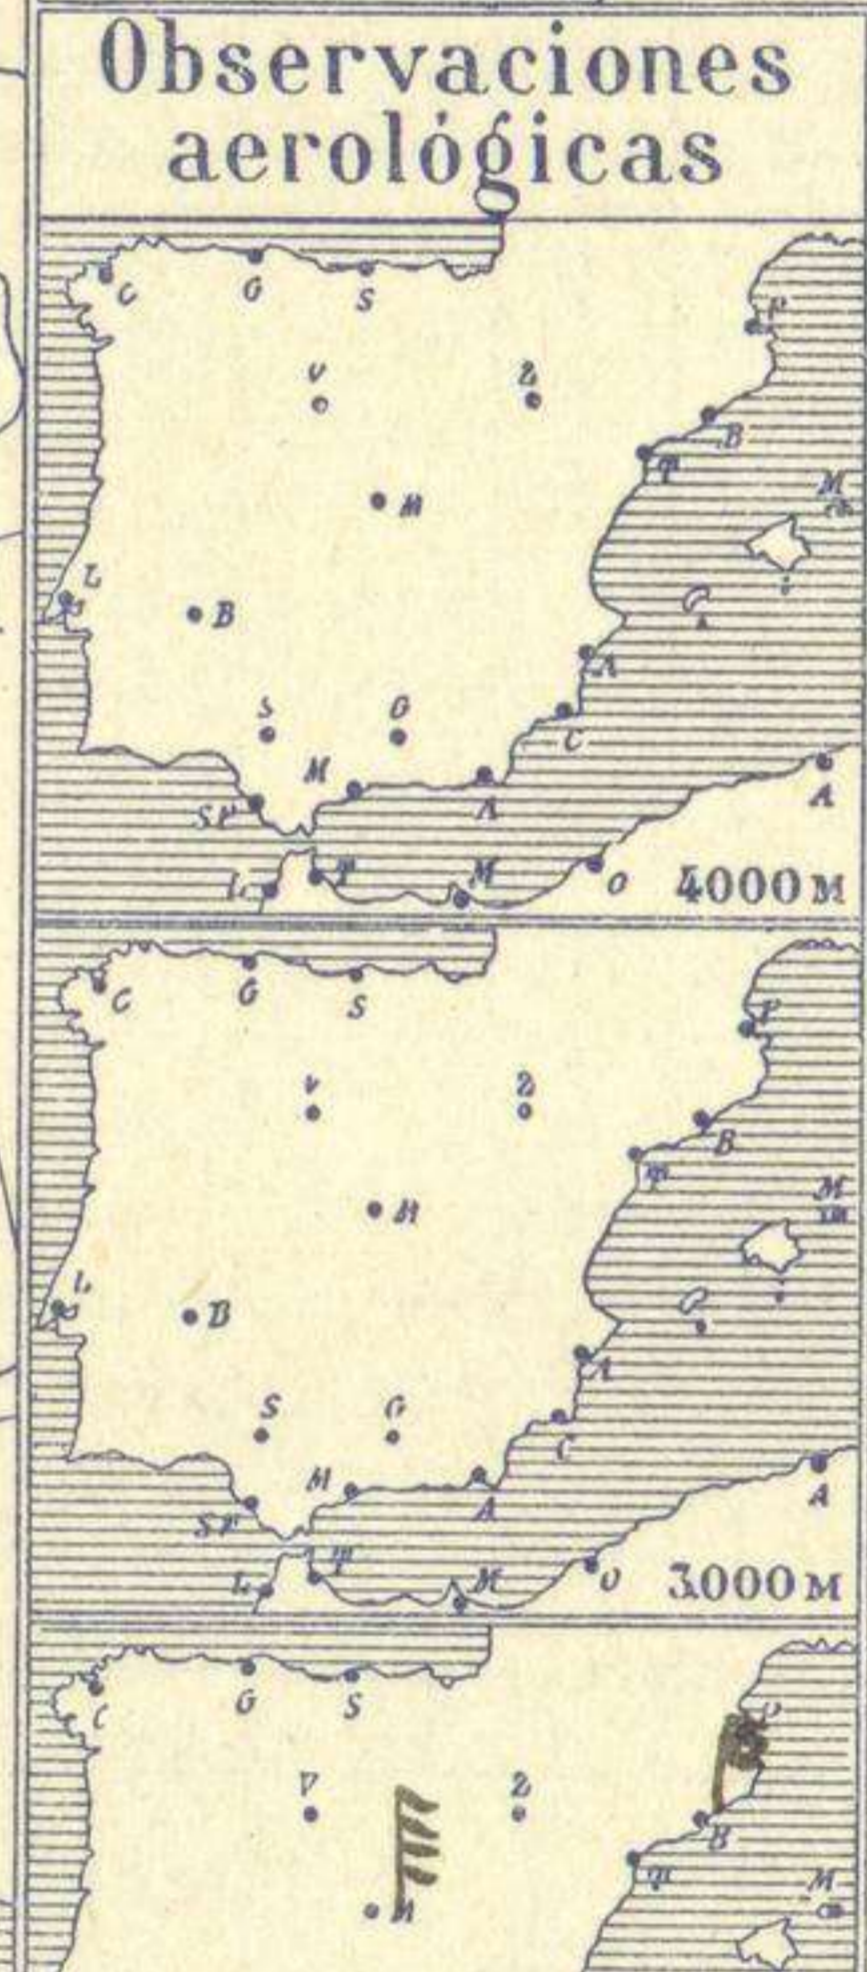 Observaciones
aerológicas
C G S
P
V Z
B
T
M M
L
B
A
S G
C
M
A A
S.F
L T M O 4000 M
C G S
P
V Z
B
T
M M
L
B
A
S G
C
M
A A
S.F
L T M O 3000 M
C G S
P
V Z
B
T
M M